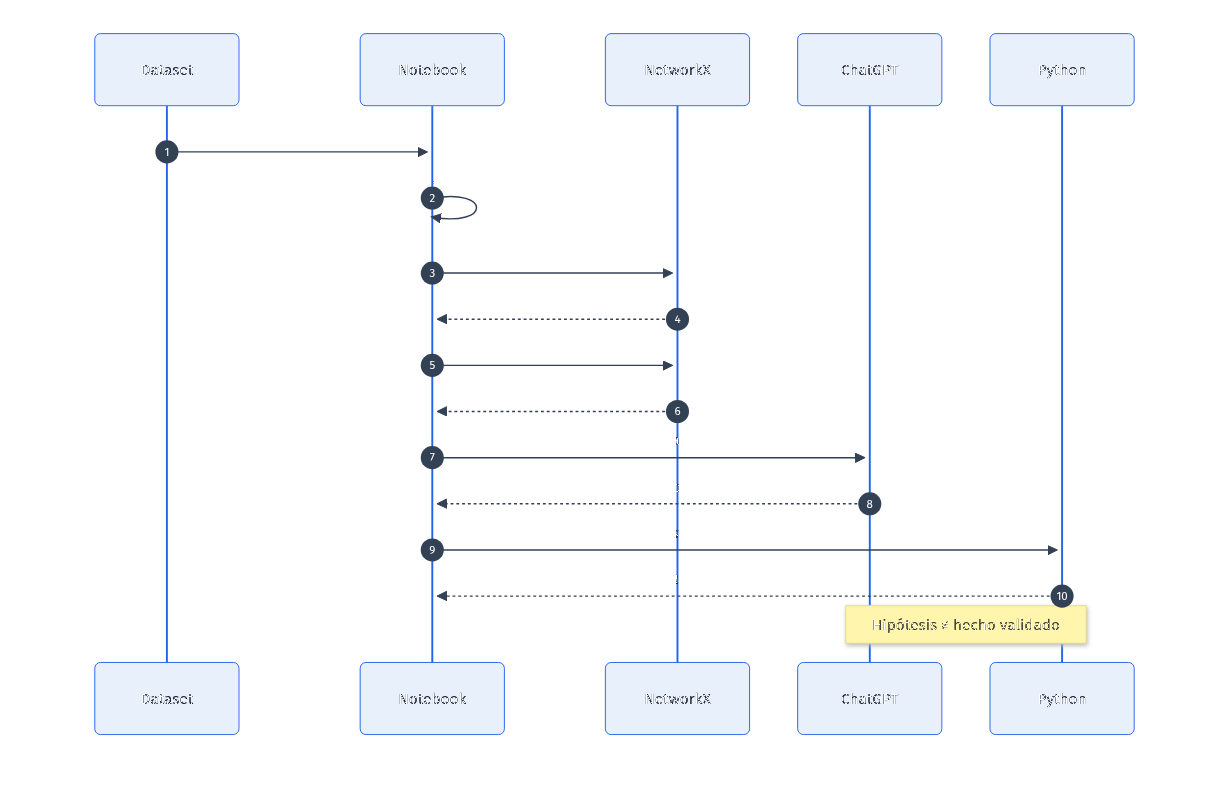 Dataset
Notebook
NetworkX
ChatGPT
Python
1
2
3
4
5
6
7
8
9
10
Hipótesis ≠ hecho validado
Dataset
Notebook
NetworkX
ChatGPT
Python